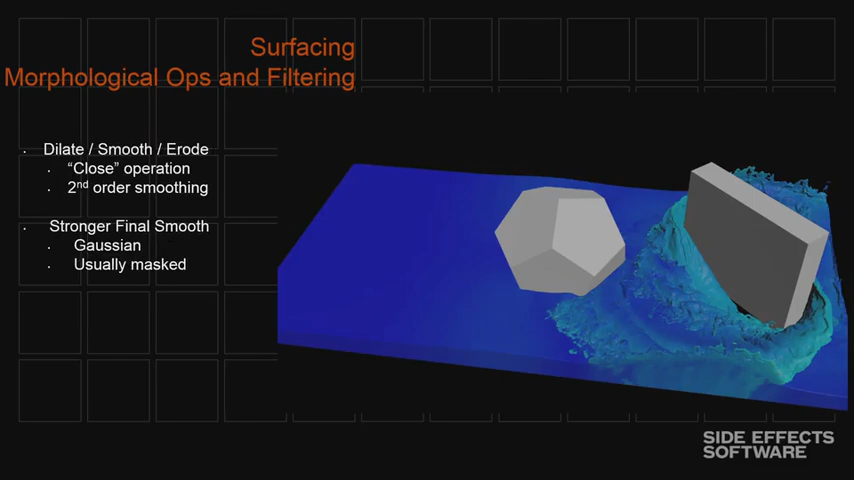 Surfacing
Morphological Ops and Filtering
Dilate / Smooth / Erode
“Close” operation
2nd order smoothing
Stronger Final Smooth
Gaussian
Usually masked
SIDE EFFECTS
SOFTWARE